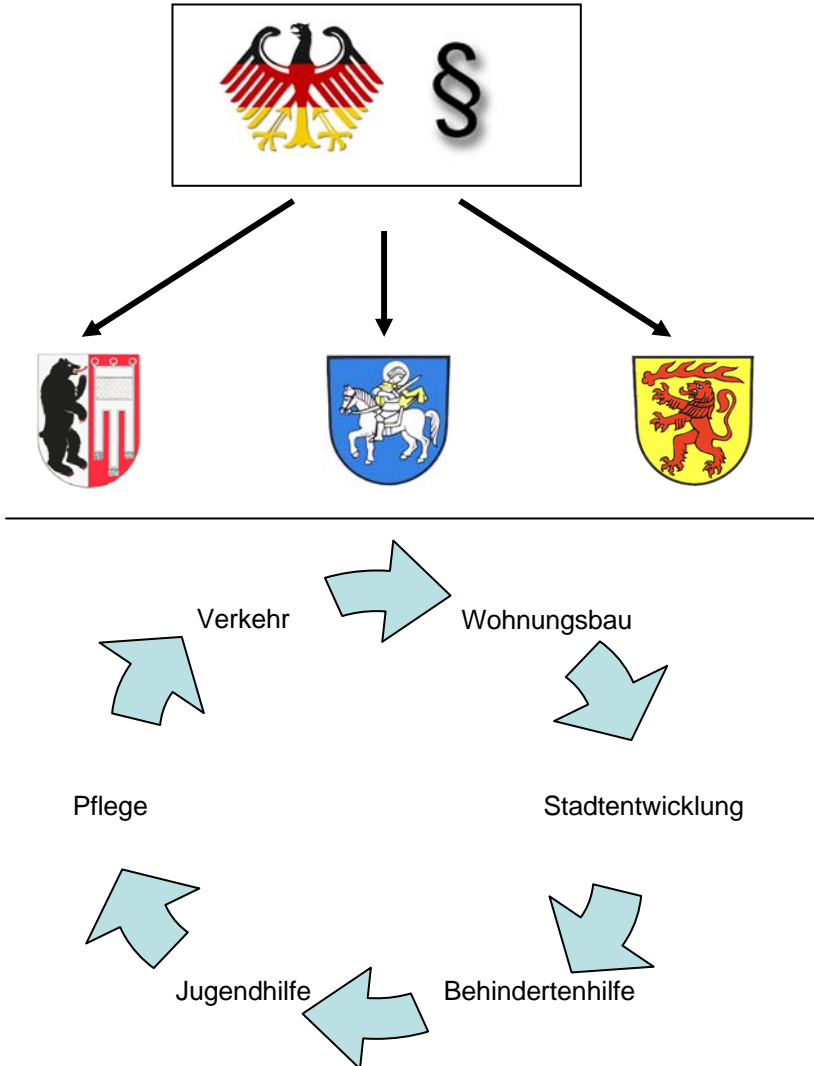 §
Verkehr
Wohnungsbau
Pflege
Stadtentwicklung
Jugendhilfe
Behindertenhilfe